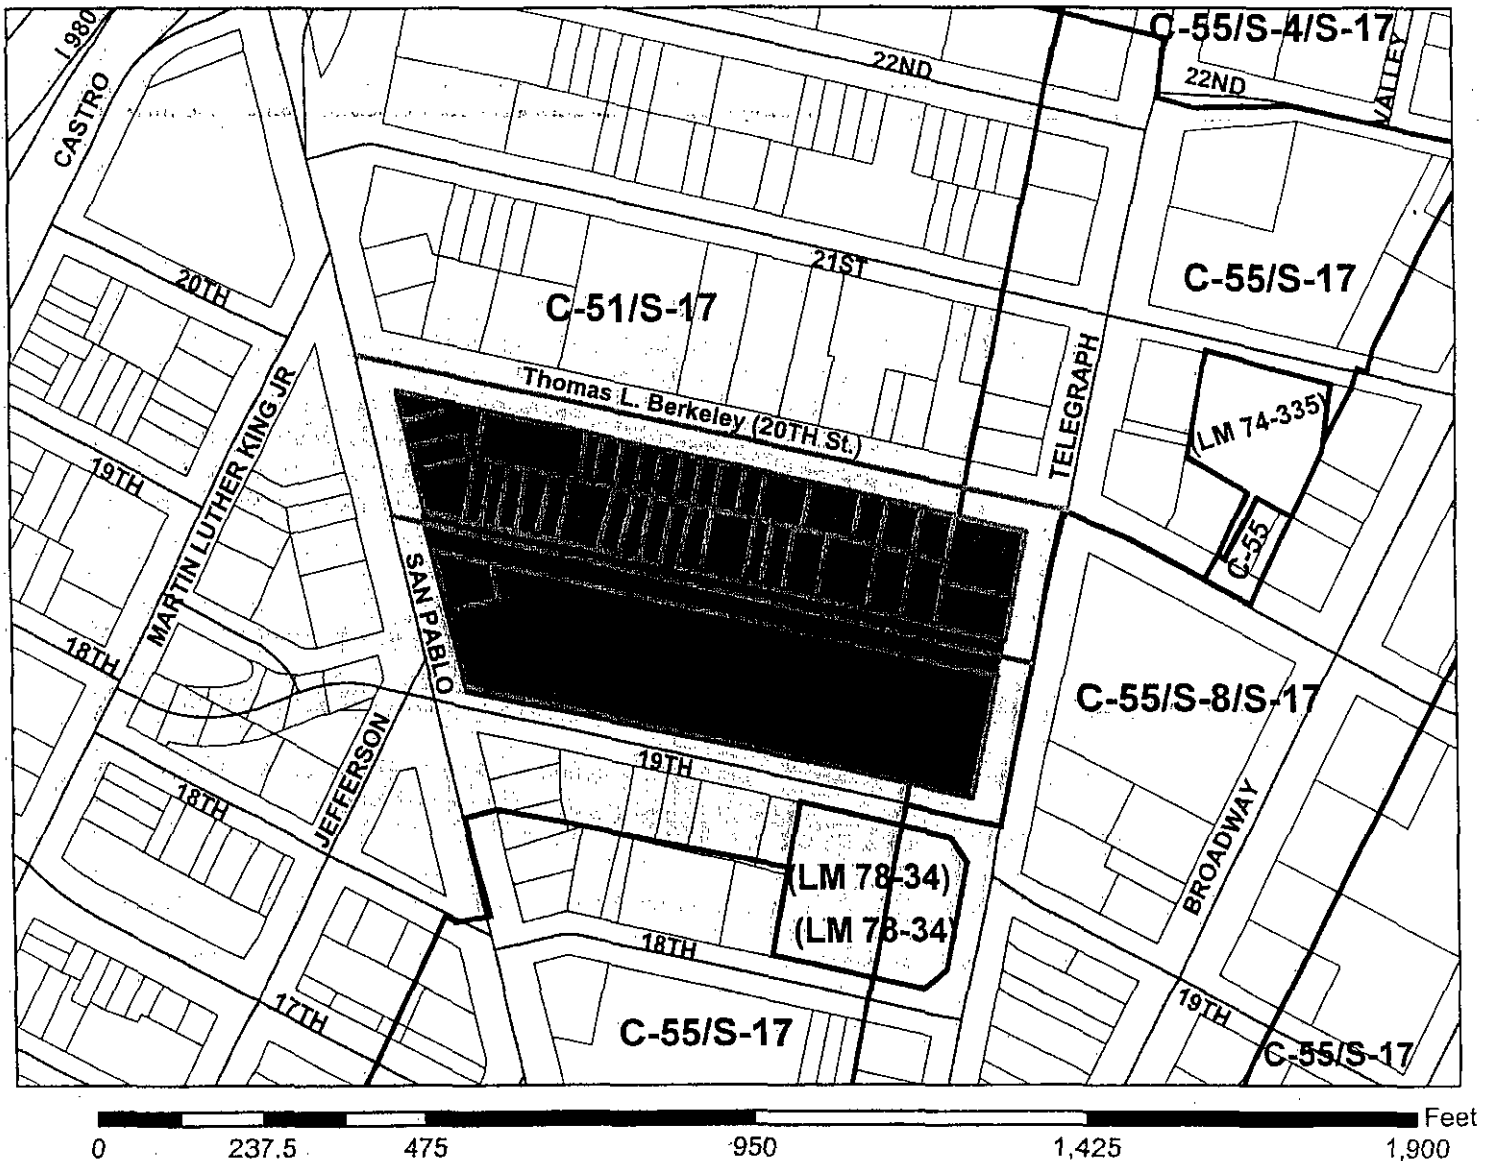 C-55/S-4/S-17
I 980
CASTRO
22ND
22ND
VALLEY
20TH
21ST
C-51/S-17
C-55/S-17
Thomas L. Berkeley (20TH St.)
TELEGRAPH
(LM 74-335)
MARTIN LUTHER KING JR
19TH
C-55
SAN PABLO
18TH
C-55/S-8/S-17
JEFFERSON
19TH
18TH
BROADWAY
(LM 78-34)
(LM 78-34)
18TH
17TH
19TH
C-55/S-17
C-55/S-17
Feet
0 237.5 475 950 1,425 1,900